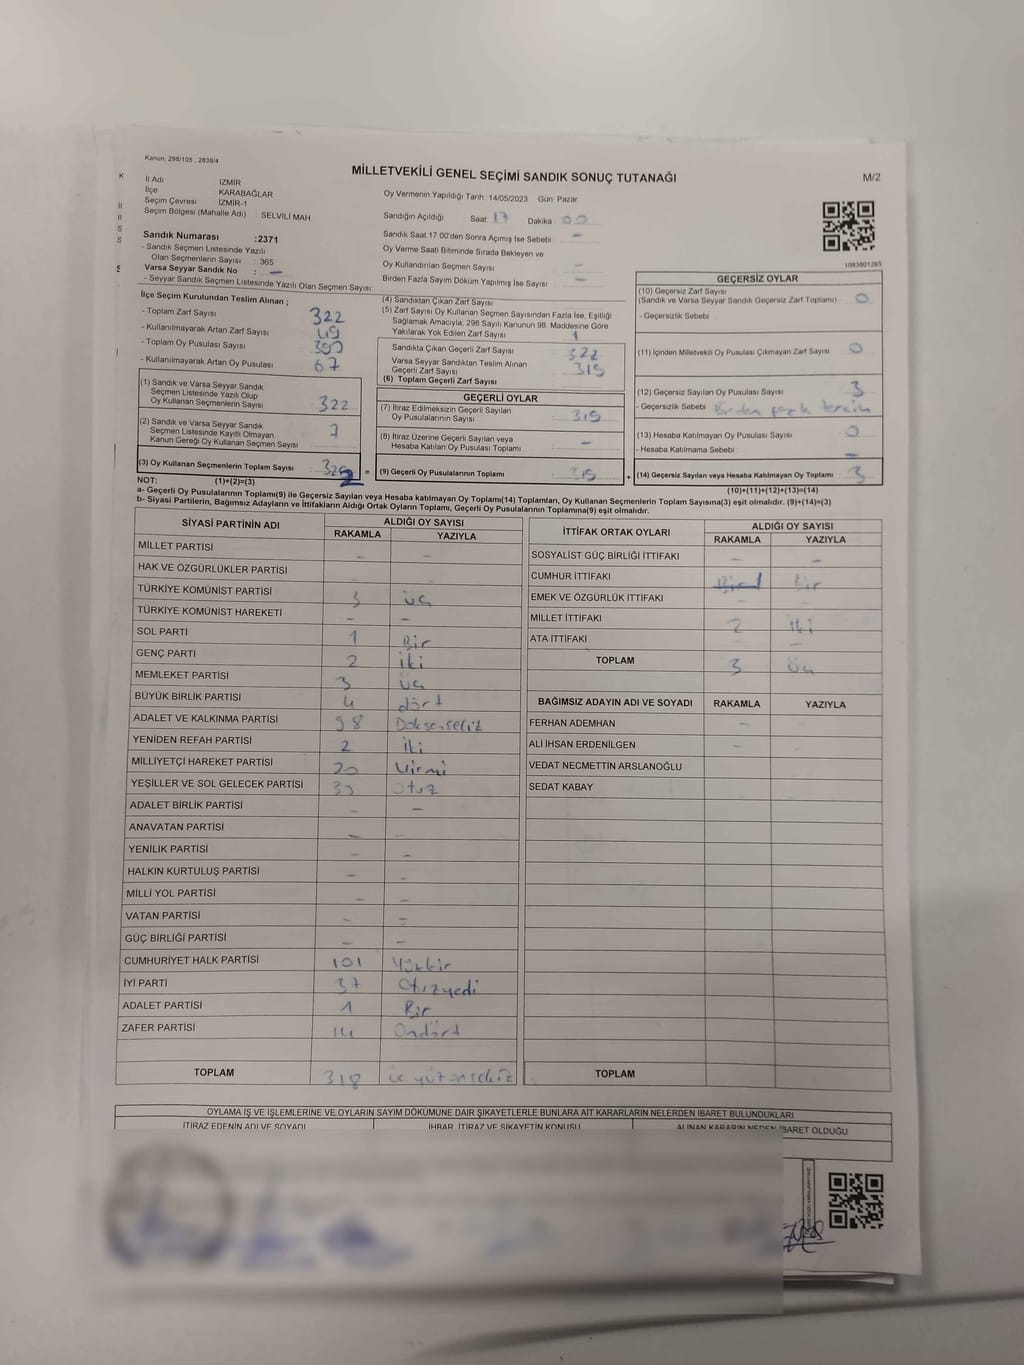 Kanun, 298/105 , 2839/4
MİLLETVEKİLİ GENEL SEÇİMİ SANDIK SONUÇ TUTANAĞI
M/2
İl Adı İZMİR
İlçe KARABAĞLAR
Seçim Çevresi İZMİR-1
Seçim Bölgesi (Mahalle Adı) SELVİLİ MAH
Oy Vermenin Yapıldığı Tarih 14/05/2023 Gün: Pazar
Sandığın Açıldığı Saat: 17 Dakika 00
Sandık Numarası :2371
- Sandık Seçmen Listesinde Yazılı
Olan Seçmenlerin Sayısı : 365
Varsa Seyyar Sandık No : -
- Seyyar Sandık Seçmen Listesinde Yazılı Olan Seçmen Sayısı:
Sandık Saat 17.00'den Sonra Açımış İse Sebebi -
Oy Verme Saati Bitiminde Sırada Bekleyen ve
Oy Kullandırılan Seçmen Sayısı -
Birden Fazla Sayım Döküm Yapılmış İse Sayısı -
1083801265
İlçe Seçim Kurulundan Teslim Alınan ;
- Toplam Zarf Sayısı 322
- Kullanılmayarak Artan Zarf Sayısı 49
- Toplam Oy Pusulası Sayısı 390
- Kullanılmayarak Artan Oy Pusulası 67
(1) Sandık ve Varsa Seyyar Sandık
Seçmen Listesinde Yazılı Olup
Oy Kullanan Seçmenlerin Sayısı 322
(2) Sandık ve Varsa Seyyar Sandık
Seçmen Listesinde Kayıtlı Olmayan
Kanun Gereği Oy Kullanan Seçmen Sayısı
(3) Oy Kullanan Seçmenlerin Toplam Sayısı =
(4) Sandıktan Çıkan Zarf Sayısı
(5) Zarf Sayısı Oy Kullanan Seçmen Sayısından Fazla İse, Eşitliği
Sağlamak Amacıyla, 298 Sayılı Kanunun 98. Maddesine Göre
Yakılarak Yok Edilen Zarf Sayısı
Sandıkta Çıkan Geçerli Zarf Sayısı 322
Varsa Seyyar Sandıktan Teslim Alınan
Geçerli Zarf Sayısı 319
(6) Toplam Geçerli Zarf Sayısı
GEÇERLİ OYLAR
(7) İtiraz Edilmeksizin Geçerli Sayılan
Oy Pusulalarının Sayısı 319
(8) İtiraz Üzerine Geçerli Sayılan veya
Hesaba Katılan Oy Pusulası Toplamı -
(9) Geçerli Oy Pusulalarının Toplamı 319 +
GEÇERSİZ OYLAR
(10) Geçersiz Zarf Sayısı
(Sandık ve Varsa Seyyar Sandık Geçersiz Zarf Toplamı) 0
- Geçersizlik Sebebi :
(11) İçinden Milletvekili Oy Pusulası Çıkmayan Zarf Sayısı 0
(12) Geçersiz Sayılan Oy Pusulası Sayısı 3
- Geçersizlik Sebebi Birden fazla tercih
(13) Hesaba Katılmayan Oy Pusulası Sayısı 0
- Hesaba Katılmama Sebebi : -
(14) Geçersiz Sayılan veya Hesaba Katılmayan Oy Toplamı 3
NOT: (1)+(2)=(3)
(10)+(11)+(12)+(13)=(14)
a- Geçerli Oy Pusulalarının Toplamı(9) ile Geçersiz Sayılan veya Hesaba katılmayan Oy Toplamı(14) Toplamları, Oy Kullanan Seçmenlerin Toplam Sayısına(3) eşit olmalıdır. (9)+(14)=(3)
b- Siyasi Partilerin, Bağımsız Adayların ve İttifakların Aldığı Ortak Oyların Toplamı, Geçerli Oy Pusulalarının Toplamına(9) eşit olmalıdır.
SİYASİ PARTİNİN ADI ALDIĞI OY SAYISI
RAKAMLA YAZIYLA
MİLLET PARTİSİ - -
HAK VE ÖZGÜRLÜKLER PARTİSİ
TÜRKİYE KOMÜNİST PARTİSİ 3 üç
TÜRKİYE KOMÜNİST HAREKETİ - -
SOL PARTİ 1 Bir
GENÇ PARTİ 2 iki
MEMLEKET PARTİSİ 3 üç
BÜYÜK BİRLİK PARTİSİ 4 dört
ADALET VE KALKINMA PARTİSİ 98 Doksansekiz
YENİDEN REFAH PARTİSİ 2 iki
MİLLİYETÇİ HAREKET PARTİSİ 20 Yirmi
YEŞİLLER VE SOL GELECEK PARTİSİ 30 Otuz
ADALET BİRLİK PARTİSİ - -
ANAVATAN PARTİSİ - -
YENİLİK PARTİSİ - -
HALKIN KURTULUŞ PARTİSİ - -
MİLLİ YOL PARTİSİ - -
VATAN PARTİSİ - -
GÜÇ BİRLİĞİ PARTİSİ - -
CUMHURİYET HALK PARTİSİ 101 Yüzbir
İYİ PARTİ 37 Otuzyedi
ADALET PARTİSİ 1 Bir
ZAFER PARTİSİ 14 Ondört
TOPLAM 318 üçyüzonsekiz
İTTİFAK ORTAK OYLARI ALDIĞI OY SAYISI
RAKAMLA YAZIYLA
SOSYALİST GÜÇ BİRLİĞİ İTTİFAKI - -
CUMHUR İTTİFAKI Bir
EMEK VE ÖZGÜRLÜK İTTİFAKI - -
MİLLET İTTİFAKI 2 iki
ATA İTTİFAKI - -
TOPLAM 3 üç
BAĞIMSIZ ADAYIN ADI VE SOYADI RAKAMLA YAZIYLA
FERHAN ADEMHAN -
ALİ İHSAN ERDENİLGEN - -
VEDAT NECMETTİN ARSLANOĞLU
SEDAT KABAY
TOPLAM
OYLAMA İŞ VE İŞLEMLERİNE VE OYLARIN SAYIM DÖKÜMÜNE DAİR ŞİKAYETLERLE BUNLARA AİT KARARLARIN NELERDEN İBARET BULUNDUKLARI
İTİRAZ EDENİN ADI VE SOYADI İHBAR, İTİRAZ VE ŞİKAYETİN KONUSU ALINAN KARARIN NEDEN İBARET OLDUĞU